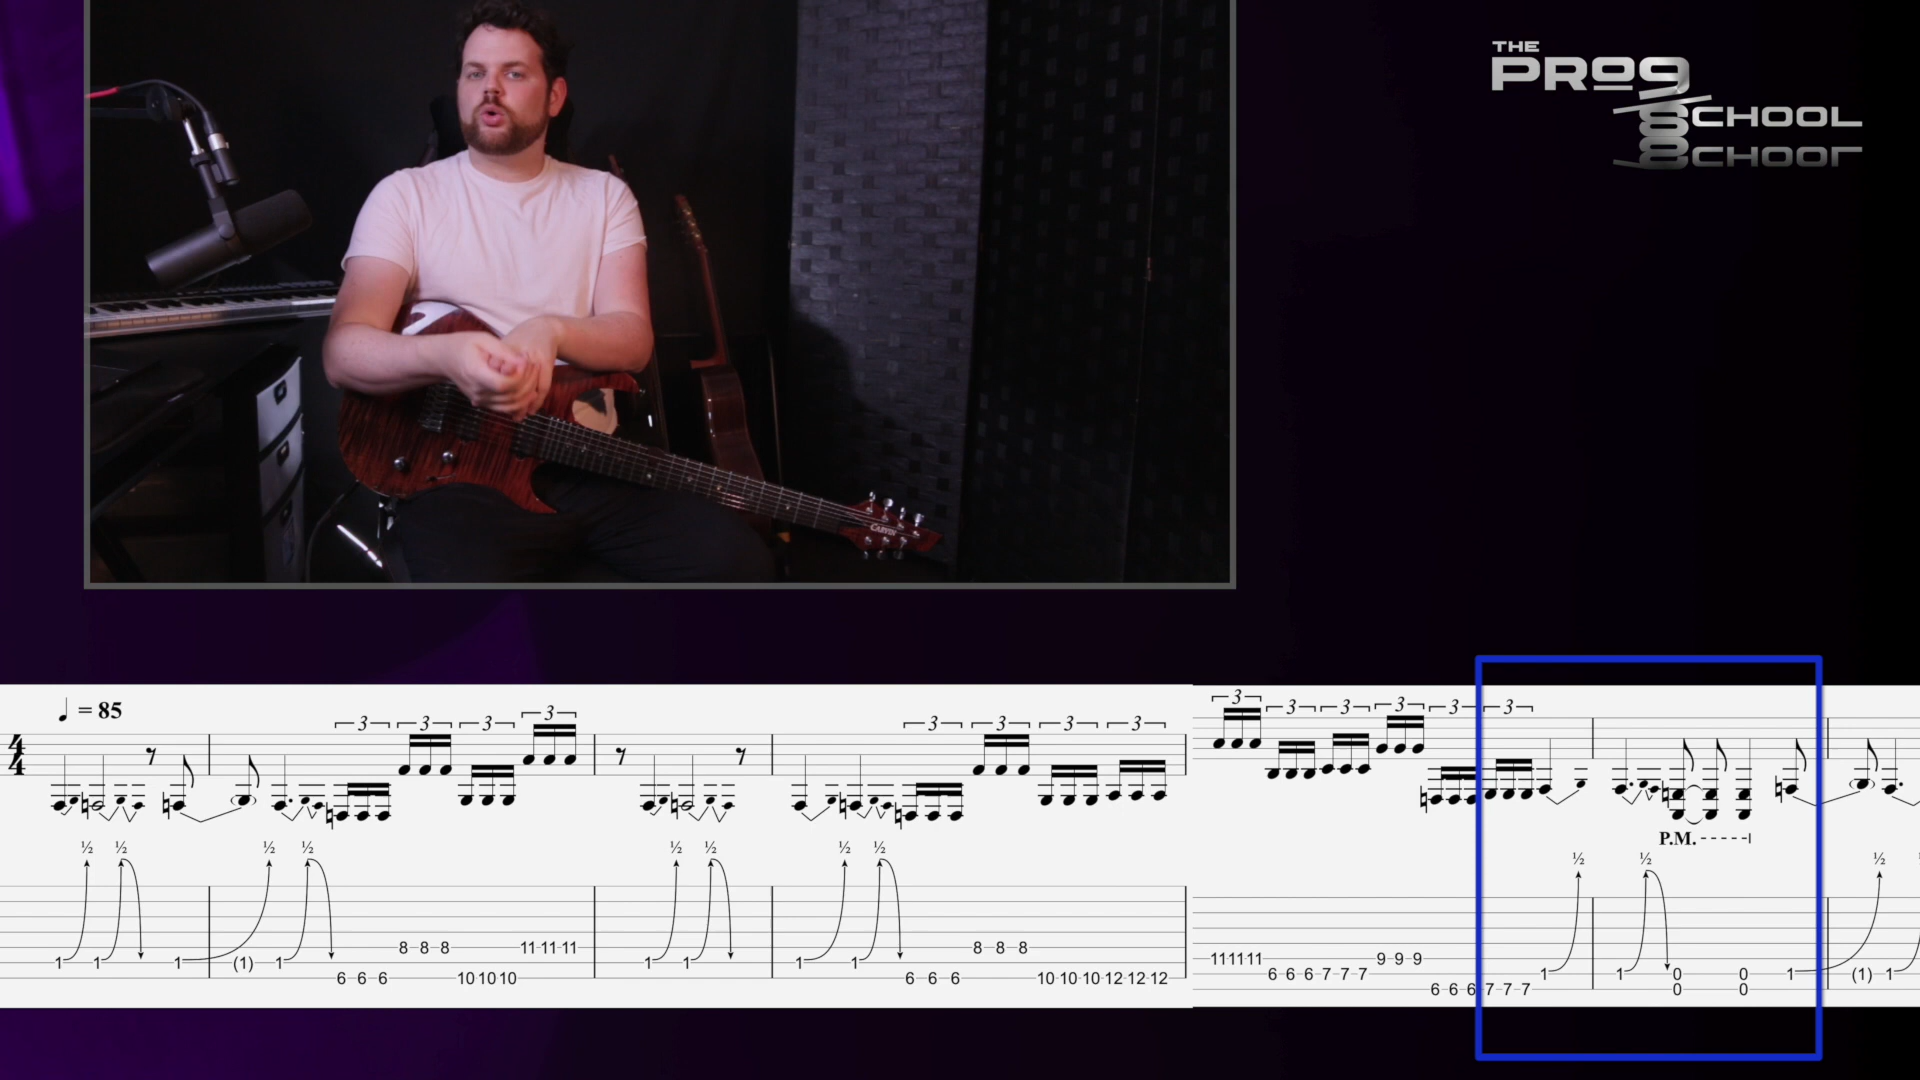 THE
PROG
SCHOOL
SCHOOL
CARVIN
♩ = 85
3 3 3 3 3 3 3 3 3 3 3 3 3 3
4
4
P.M.
½ ½ ½ ½ ½ ½ ½ ½ ½ ½ ½
8 8 8 11 11 11 8 8 8 11 11 11 9 9 9
1 1 1 (1) 1 1 1 1 1 6 6 6 7 7 7 1 1 0 0 1 (1) 1
6 6 6 10 10 10 6 6 6 10 10 10 12 12 12 6 6 6 7 7 7 0 0